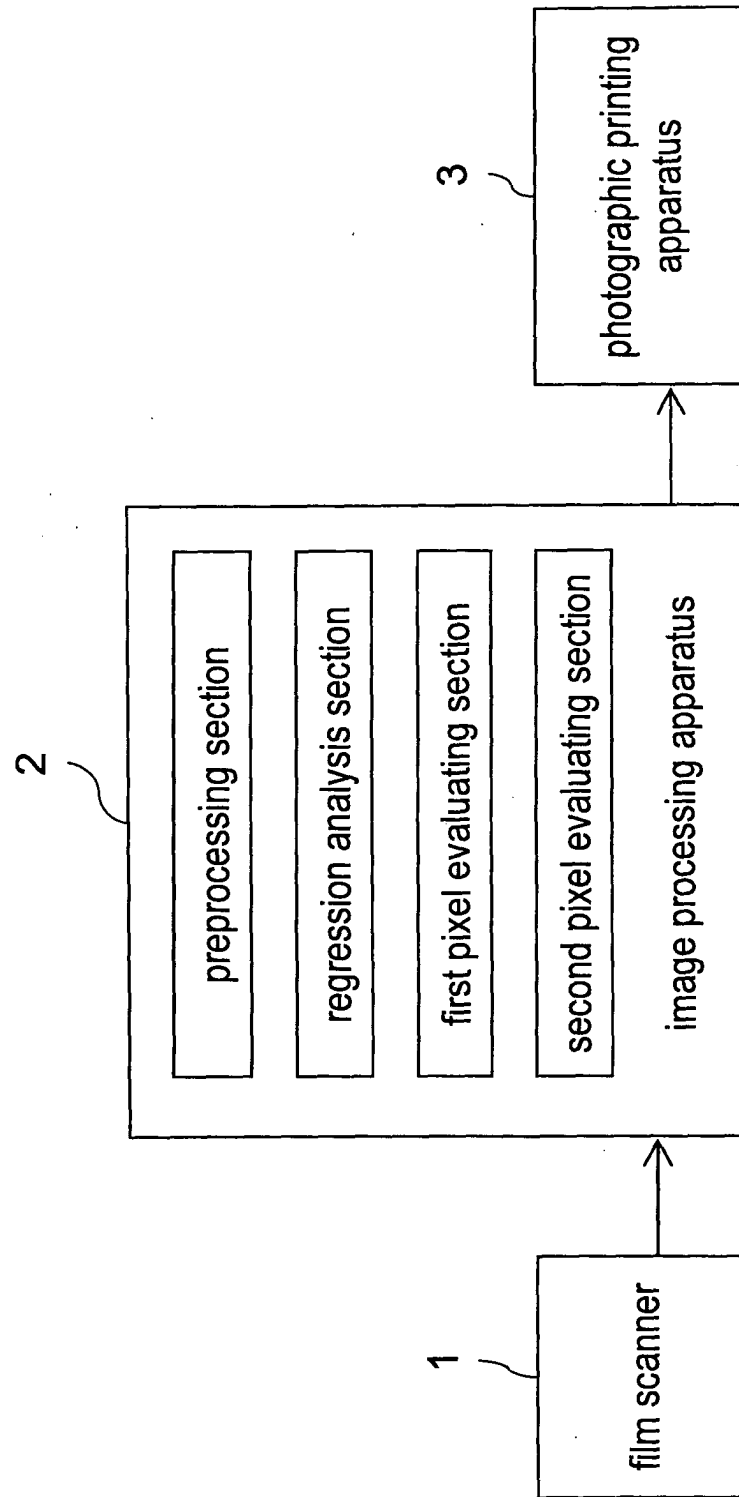 1
film scanner
2
preprocessing section
regression analysis section
first pixel evaluating section
second pixel evaluating section
image processing apparatus
3
photographic printing
apparatus